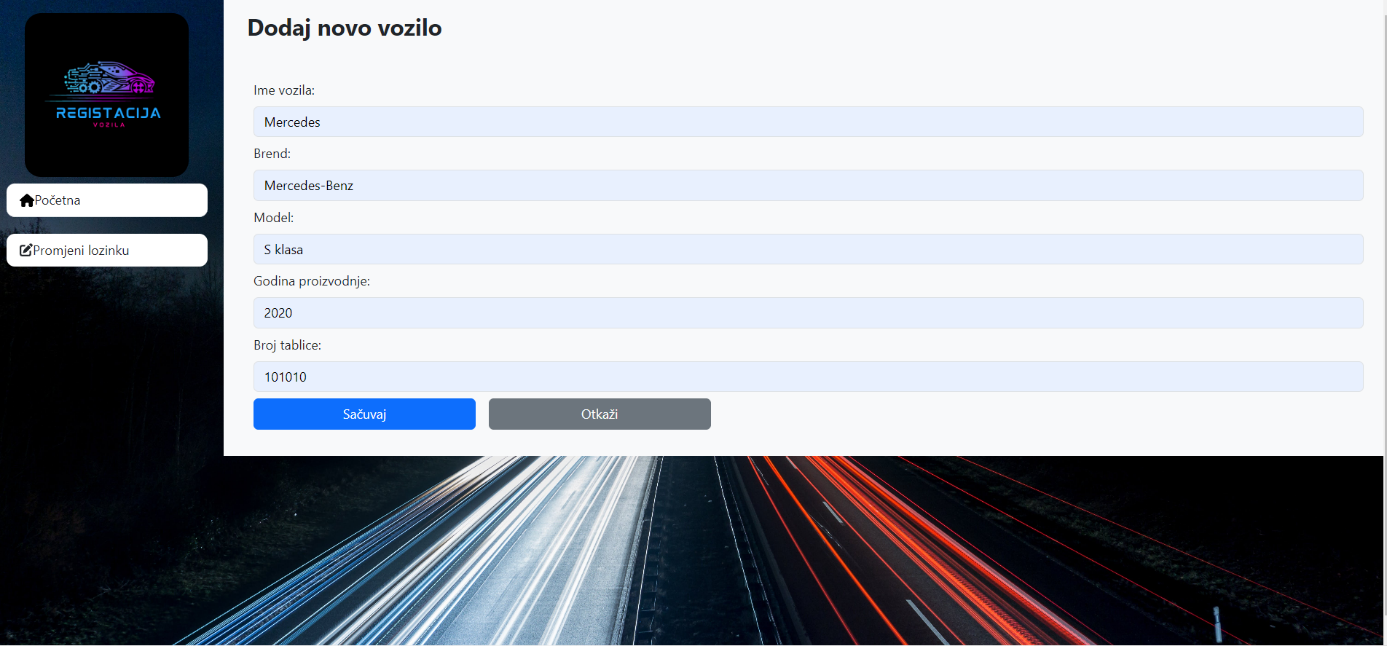 REGISTACIJA
VOZILA
Početna
Promjeni lozinku
Dodaj novo vozilo
Ime vozila:
Mercedes
Brend:
Mercedes-Benz
Model:
S klasa
Godina proizvodnje:
2020
Broj tablice:
101010
Sačuvaj
Otkaži